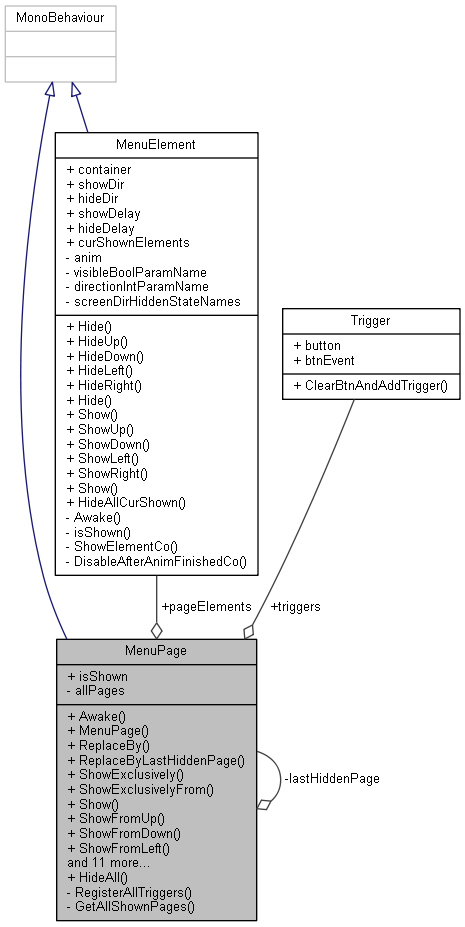 MonoBehaviour
MenuElement
+ container
+ showDir
+ hideDir
+ showDelay
+ hideDelay
+ curShownElements
- anim
- visibleBoolParamName
- directionIntParamName
- screenDirHiddenStateNames
+ Hide()
+ HideUp()
+ HideDown()
+ HideLeft()
+ HideRight()
+ Hide()
+ Show()
+ ShowUp()
+ ShowDown()
+ ShowLeft()
+ ShowRight()
+ Show()
+ HideAllCurShown()
- Awake()
- isShown()
- ShowElementCo()
- DisableAfterAnimFinishedCo()
Trigger
+ button
+ btnEvent
+ ClearBtnAndAddTrigger()
+pageElements
+triggers
MenuPage
+ isShown
- allPages
+ Awake()
+ MenuPage()
+ ReplaceBy()
+ ReplaceByLastHiddenPage()
+ ShowExclusively()
+ ShowExclusivelyFrom()
+ Show()
+ ShowFromUp()
+ ShowFromDown()
+ ShowFromLeft()
and 11 more...
+ HideAll()
- RegisterAllTriggers()
- GetAllShownPages()
-lastHiddenPage